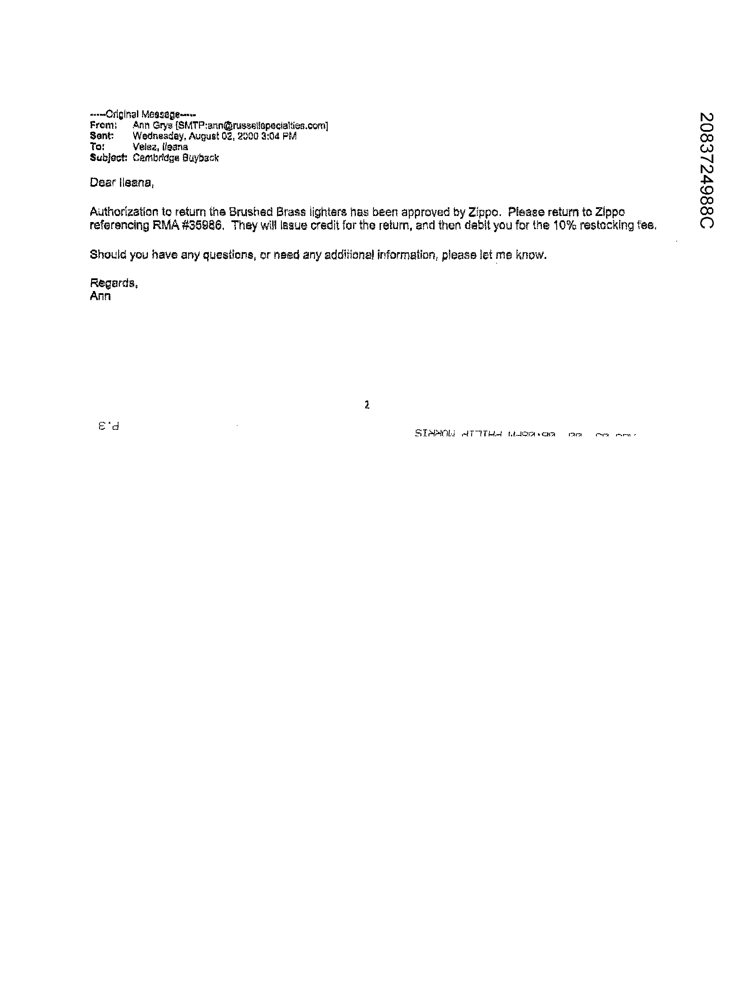 -----Original Message-----
From: Ann Grys [SMTP:ann@russellspecialties.com]
Sent: Wednesday, August 02, 2000 3:04 PM
To: Velez, Ileana
Subject: Cambridge Buyback
Dear Ileana,
Authorization to return the Brushed Brass lighters has been approved by Zippo. Please return to Zippo
referencing RMA #35986. They will issue credit for the return, and then debit you for the 10% restocking fee.
Should you have any questions, or need any additional information, please let me know.
Regards,
Ann
2
P.3
PHILIP MORRIS
2083724988C